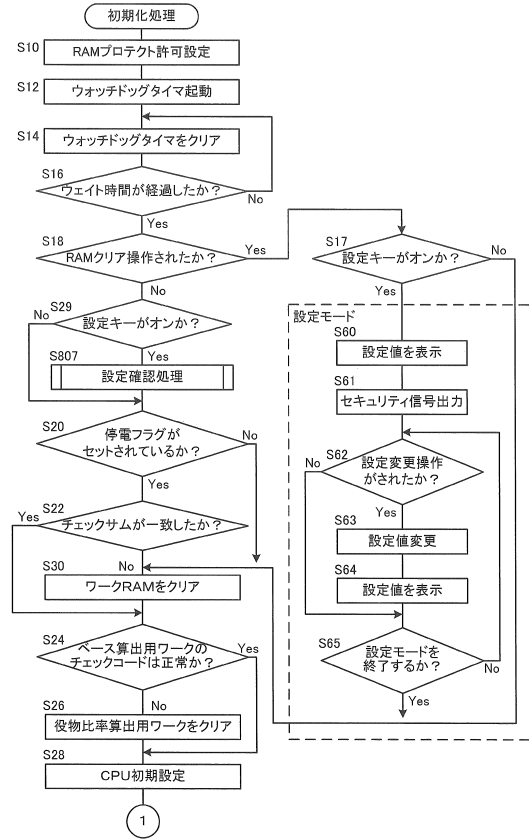 初期化処理
S10
RAMプロテクト許可設定
S12
ウォッチドッグタイマ起動
S14
ウォッチドッグタイマをクリア
S16
ウェイト時間が経過したか？
No
Yes
S18
RAMクリア操作されたか？
Yes
No
S29
設定キーがオンか？
No
Yes
S807
設定確認処理
S20
停電フラグが
セットされているか？
No
Yes
S22
チェックサムが一致したか？
Yes
No
S30
ワークRAMをクリア
S24
ベース算出用ワークの
チェックコードは正常か？
Yes
No
S26
役物比率算出用ワークをクリア
S28
CPU初期設定
1
S17
設定キーがオンか？
No
Yes
設定モード
S60
設定値を表示
S61
セキュリティ信号出力
S62
設定変更操作
がされたか？
No
Yes
S63
設定値変更
S64
設定値を表示
S65
設定モードを
終了するか？
No
Yes